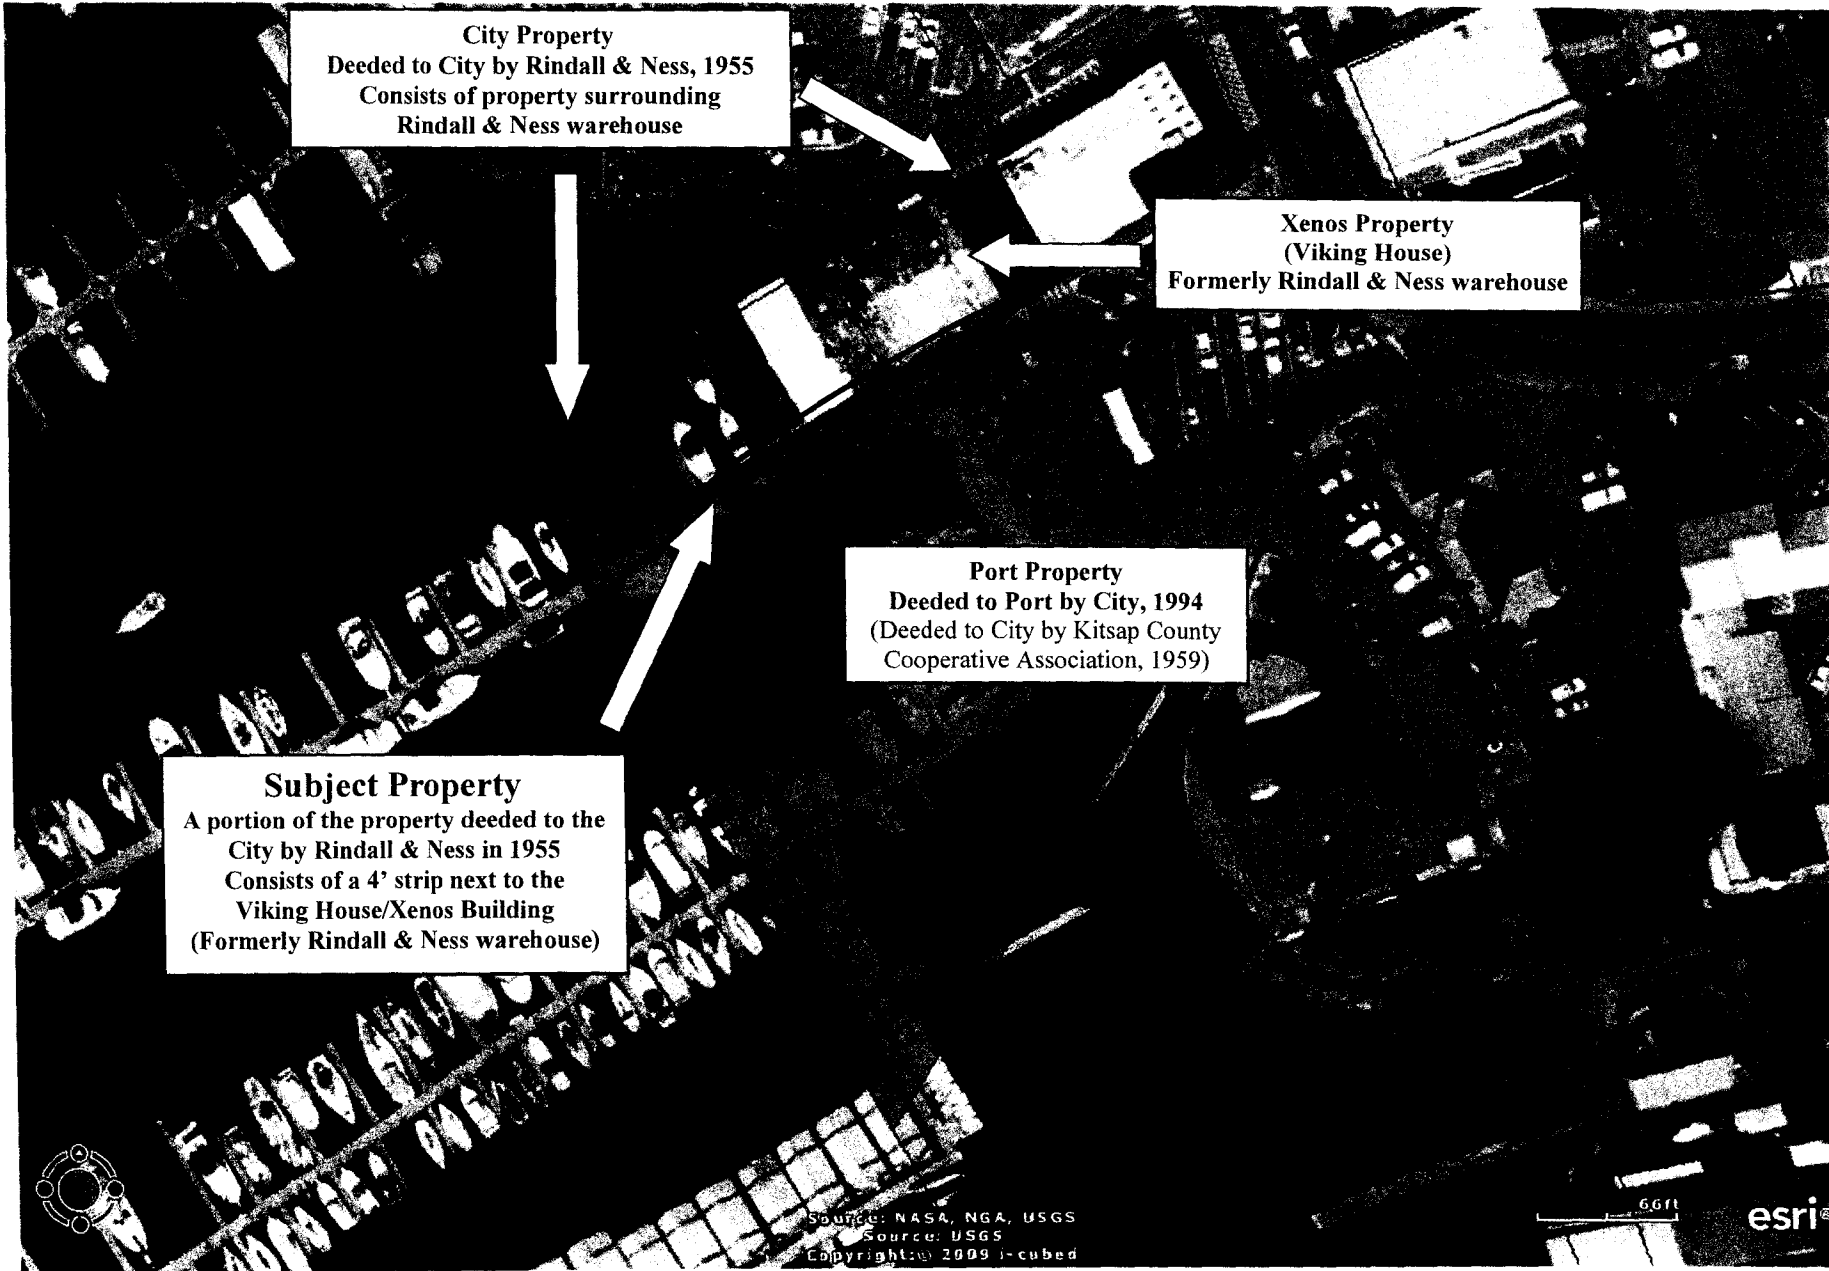 City Property
Deeded to City by Rindall & Ness, 1955
Consists of property surrounding
Rindall & Ness warehouse
Xenos Property
(Viking House)
Formerly Rindall & Ness warehouse
Port Property
Deeded to Port by City, 1994
(Deeded to City by Kitsap County
Cooperative Association, 1959)
Subject Property
A portion of the property deeded to the
City by Rindall & Ness in 1955
Consists of a 4' strip next to the
Viking House/Xenos Building
(Formerly Rindall & Ness warehouse)
Source: NASA, NGA, USGS
Source: USGS
Copyright:© 2009 i-cubed
66ft
esri®